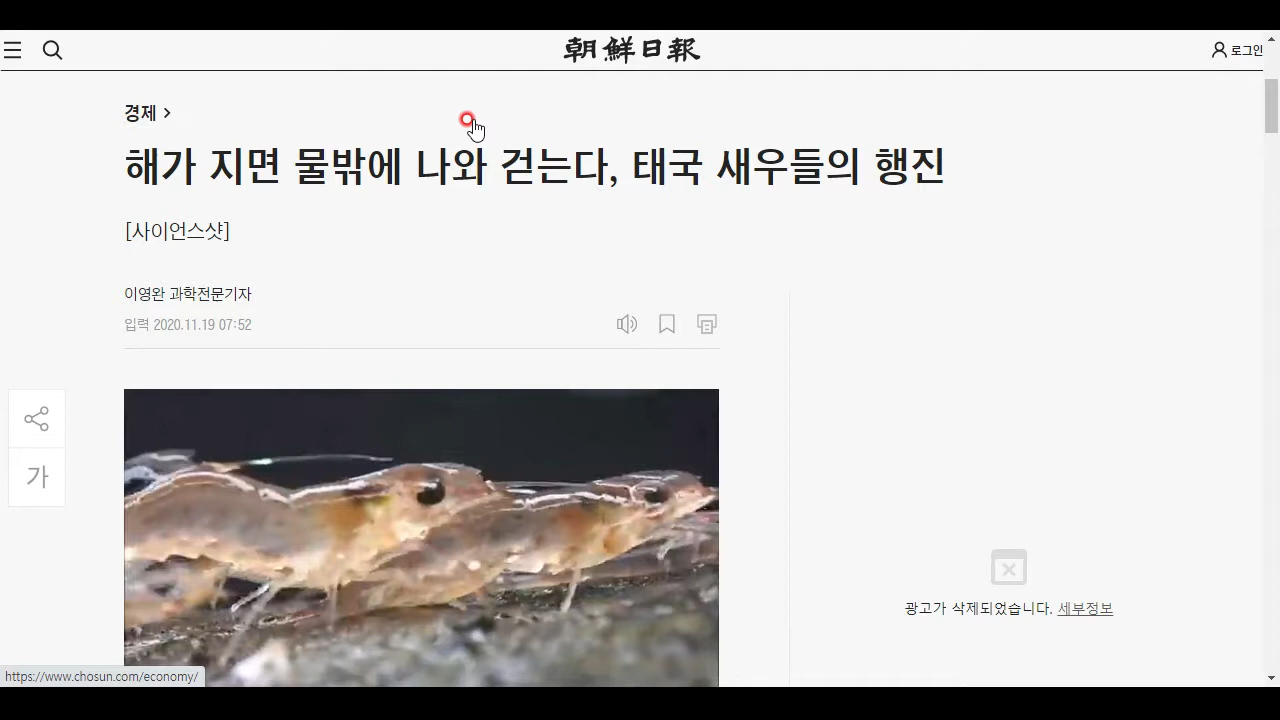 朝鮮日報
로그인
경제 >
해가 지면 물밖에 나와 걷는다, 태국 새우들의 행진
[사이언스샷]
이영완 과학전문기자
입력 2020.11.19 07:52
가
광고가 삭제되었습니다. 세부정보
https://www.chosun.com/economy/